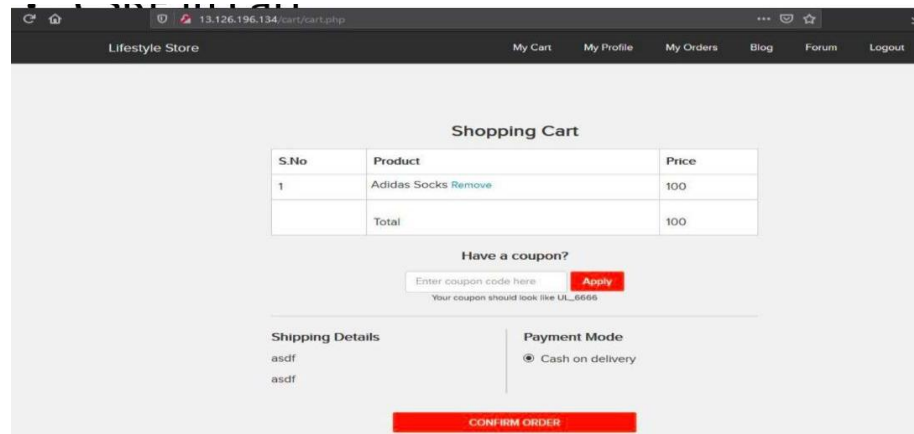 13.126.196.134/cart/cart.php
Lifestyle Store My Cart My Profile My Orders Blog Forum Logout
Shopping Cart
S.No Product Price
1 Adidas Socks Remove 100
Total 100
Have a coupon?
Enter coupon code here Apply
Your coupon should look like UL_6666
Shipping Details Payment Mode
asdf Cash on delivery
asdf
CONFIRM ORDER